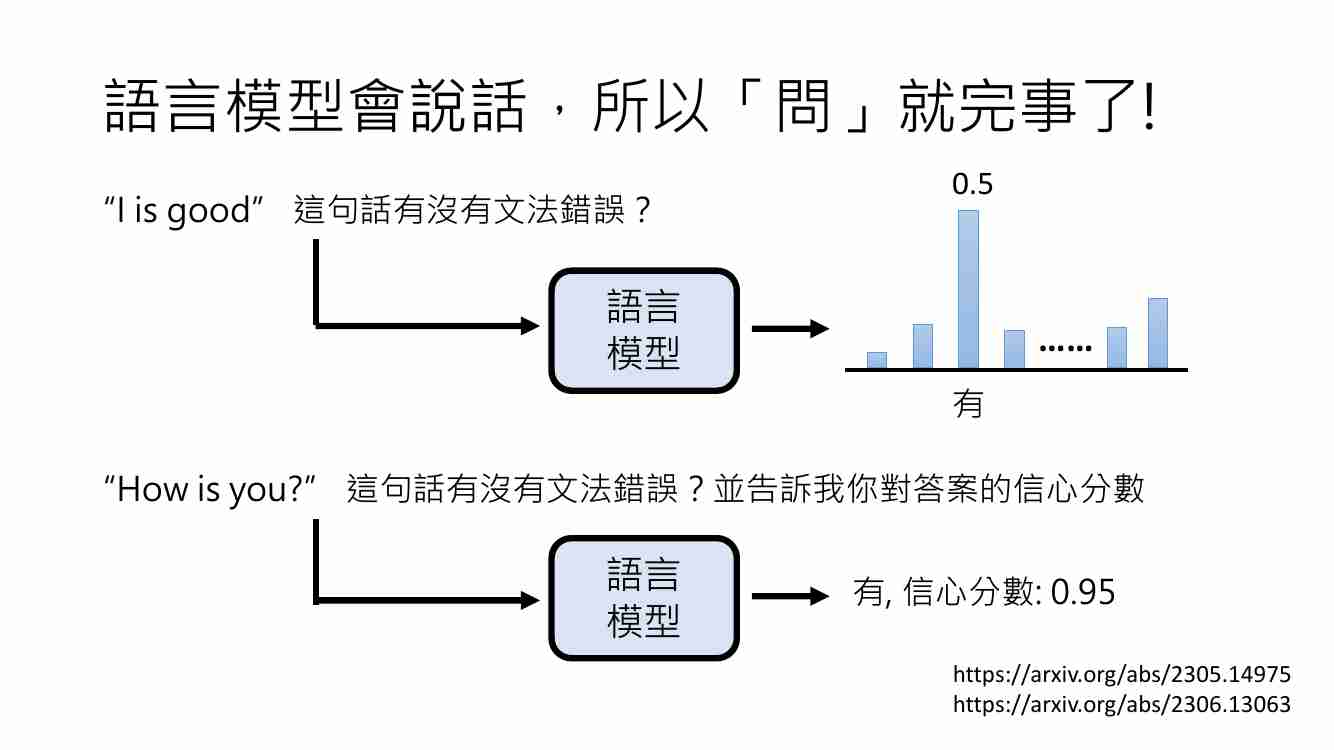 語言模型會說話，所以「問」就完事了!
“I is good” 這句話有沒有文法錯誤？
0.5
語言
模型
……
有
“How is you?” 這句話有沒有文法錯誤？並告訴我你對答案的信心分數
語言
模型
有, 信心分數: 0.95
https://arxiv.org/abs/2305.14975
https://arxiv.org/abs/2306.13063